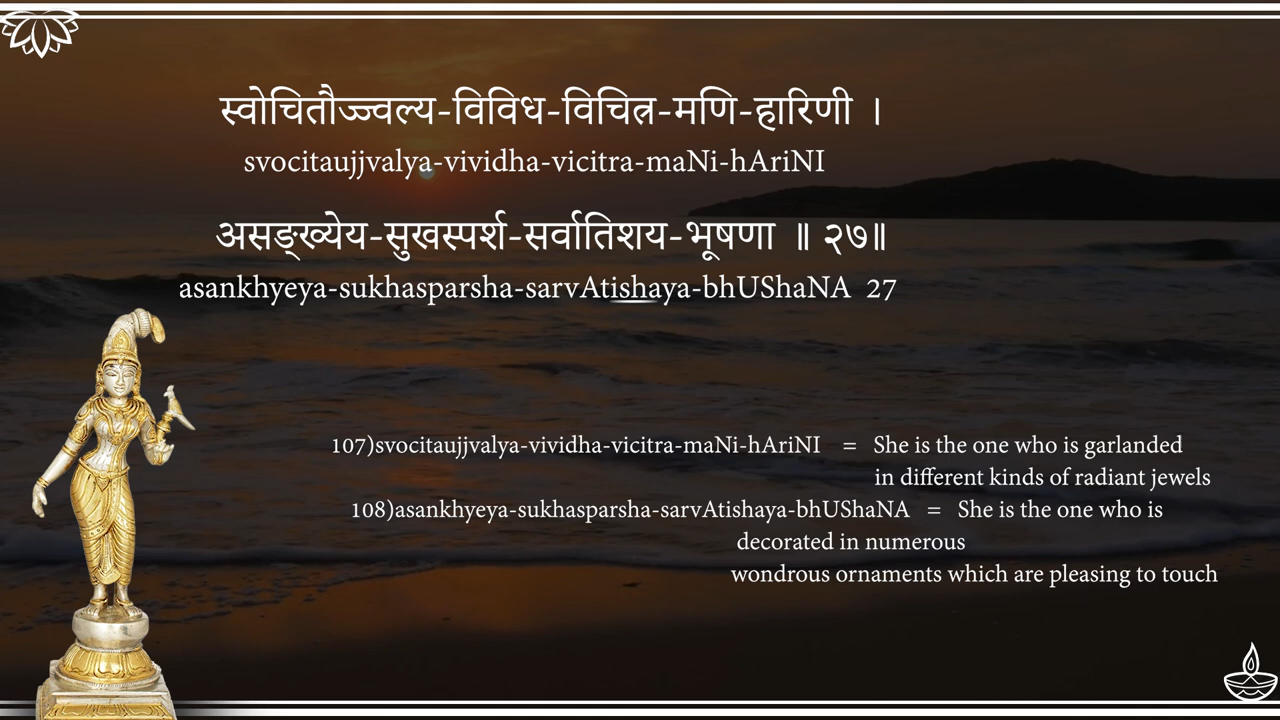 स्वोचितौज्ज्वल्य-विविध-विचित्र-मणि-हारिणी ।
svocitaujjvalya-vividha-vicitra-maNi-hAriNI
असङ्ख्येय-सुखस्पर्श-सर्वातिशय-भूषणा ॥ २७॥
asankhyeya-sukhasparsha-sarvAtishaya-bhUShaNA 27
107)svocitaujjvalya-vividha-vicitra-maNi-hAriNI = She is the one who is garlanded
in different kinds of radiant jewels
108)asankhyeya-sukhasparsha-sarvAtishaya-bhUShaNA = She is the one who is
decorated in numerous
wondrous ornaments which are pleasing to touch